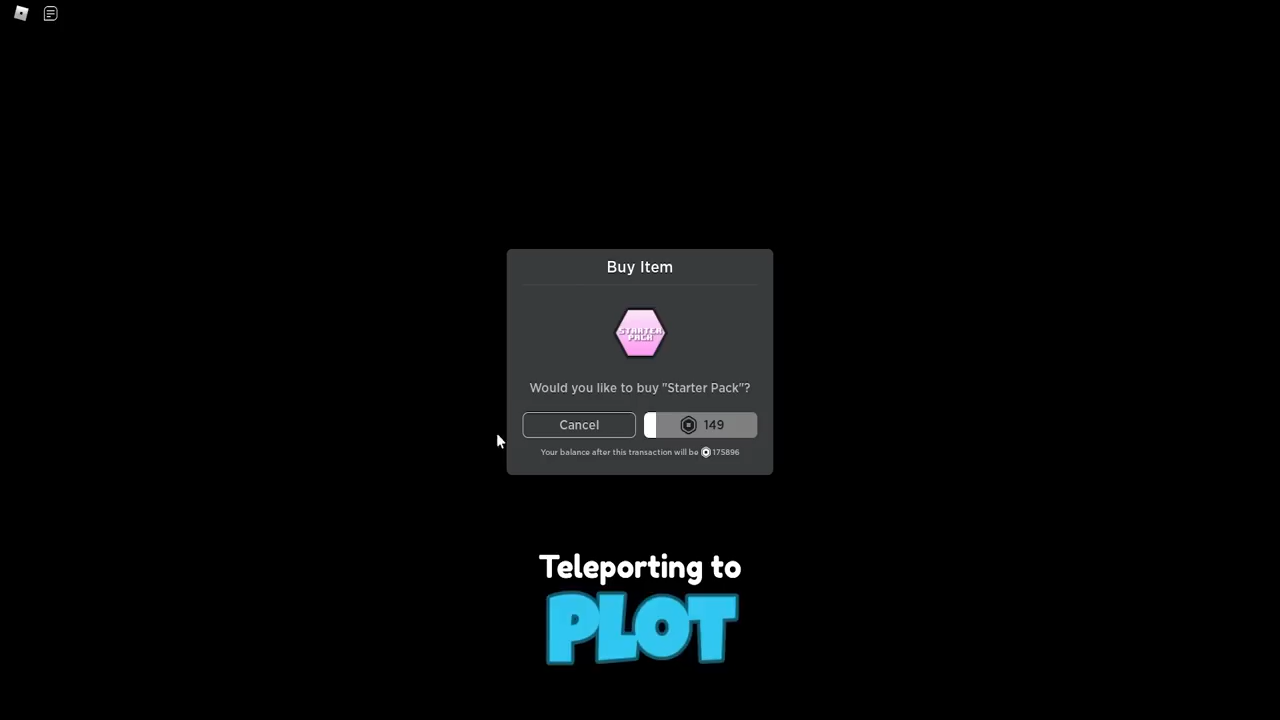 Buy Item
STARTER
PACK
Would you like to buy "Starter Pack"?
Cancel
149
Your balance after this transaction will be 175896
Teleporting to
PLOT